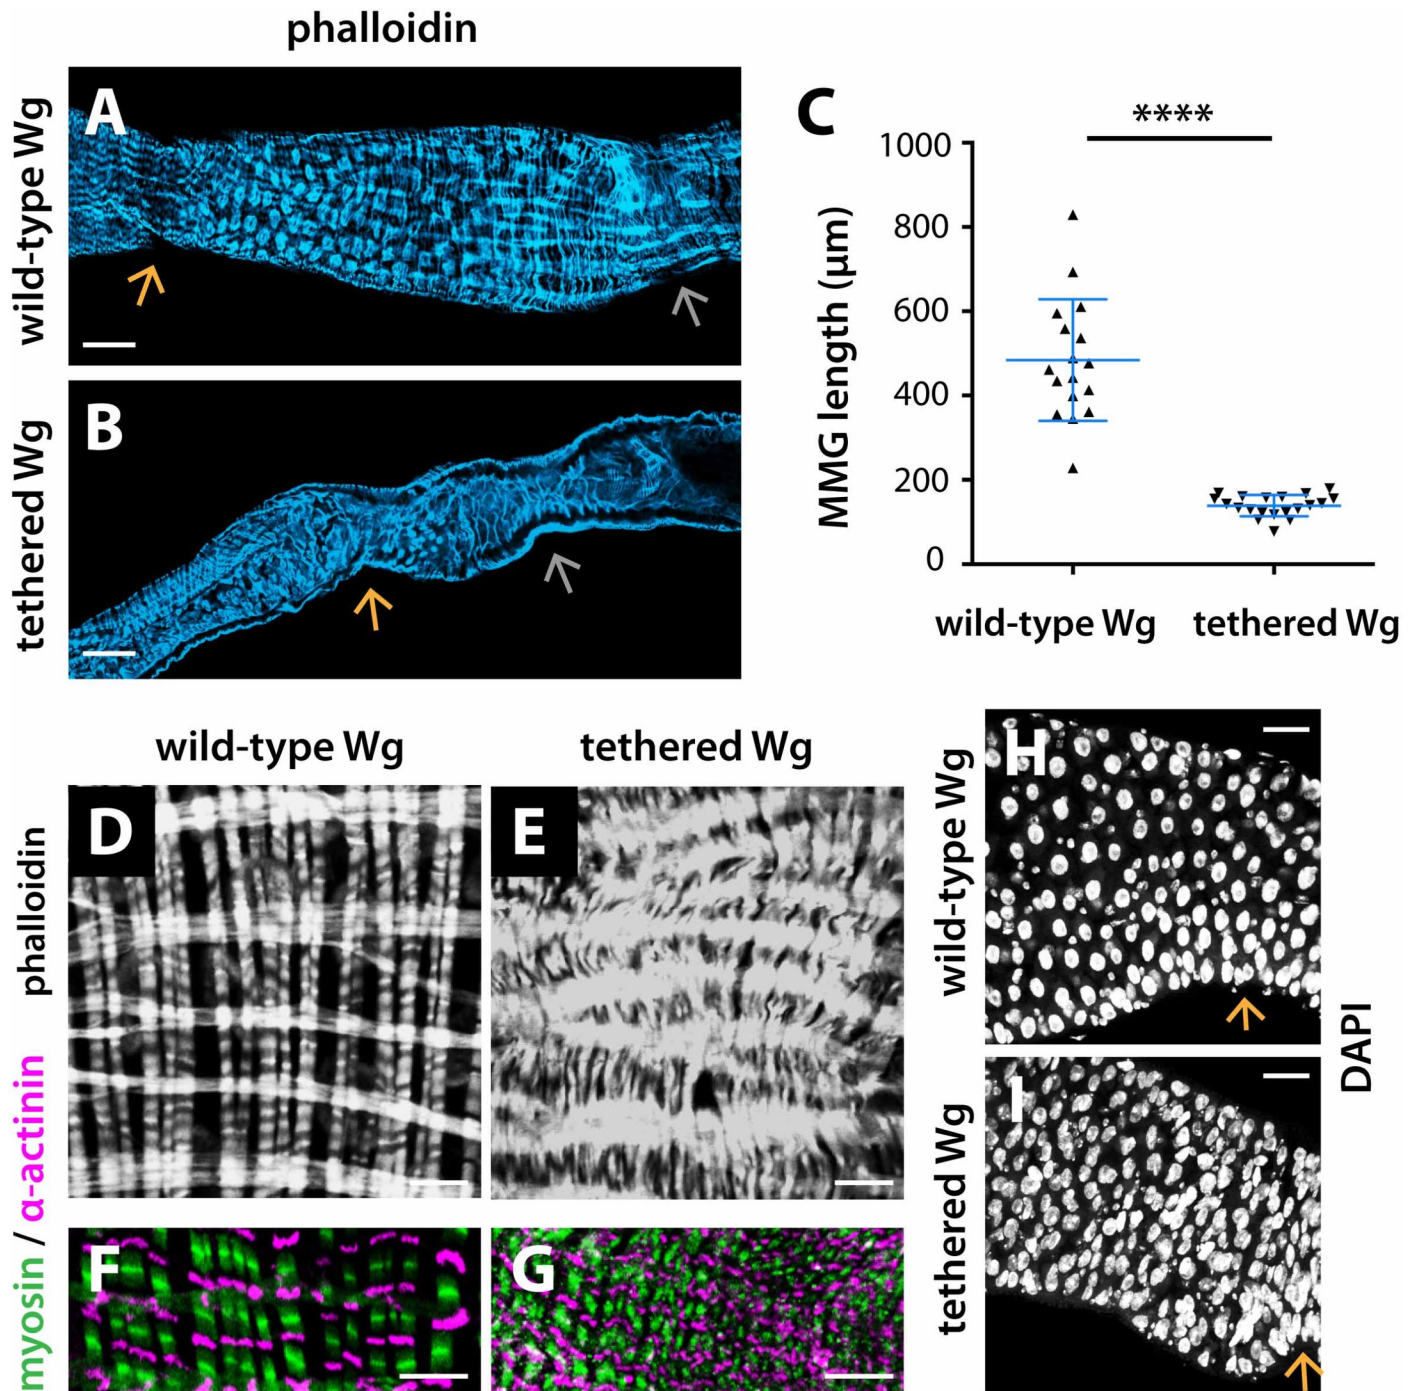 phalloidin
A
wild-type Wg
B
tethered Wg
C
****
1000
800
600
400
200
0
MMG length (µm)
wild-type Wg
tethered Wg
wild-type Wg
tethered Wg
phalloidin
D
E
myosin / α-actinin
F
G
wild-type Wg
H
tethered Wg
I
DAPI